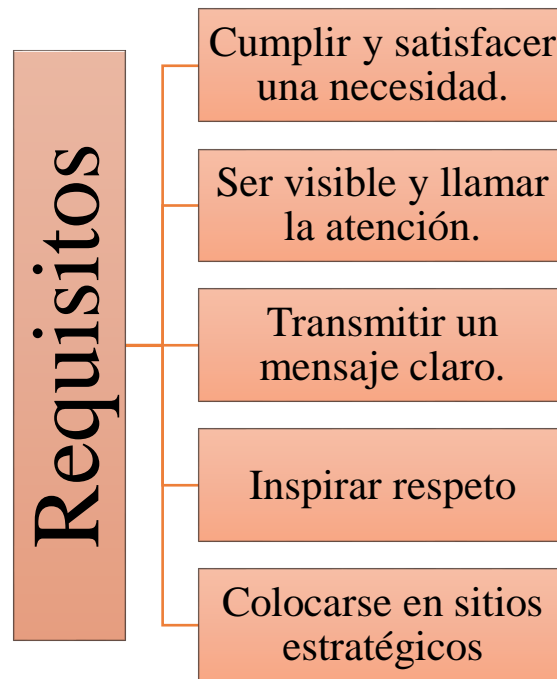 Requisitos
Cumplir y satisfacer
una necesidad.
Ser visible y llamar
la atención.
Transmitir un
mensaje claro.
Inspirar respeto
Colocarse en sitios
estratégicos